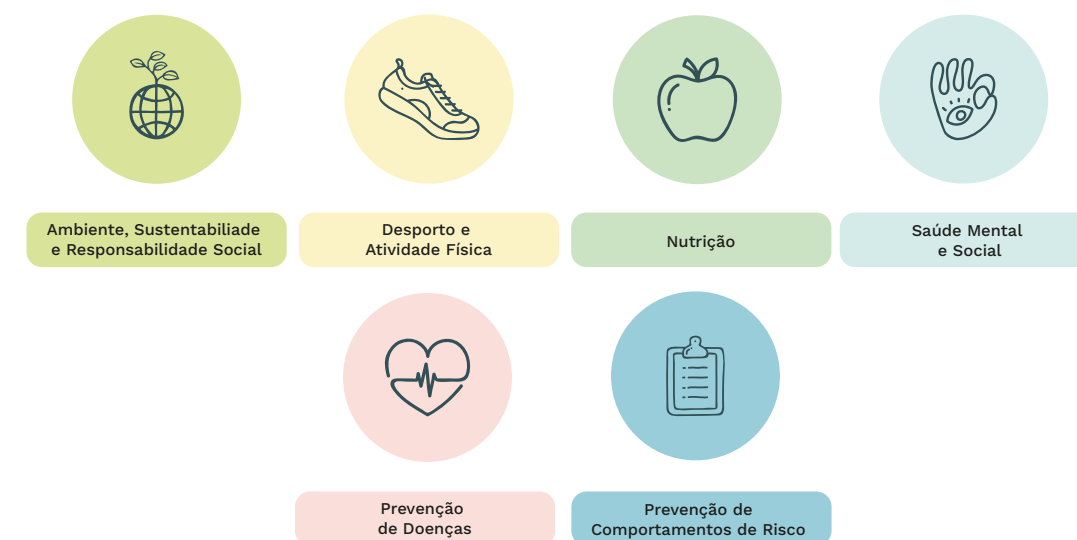 Ambiente, Sustentabiliade
e Responsabilidade Social
Desporto e
Atividade Física
Nutrição
Saúde Mental
e Social
Prevenção
de Doenças
Prevenção de
Comportamentos de Risco